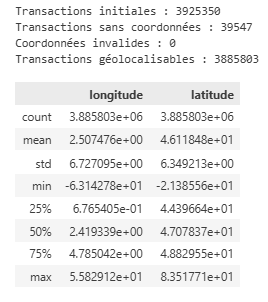 Transactions initiales : 3925350
Transactions sans coordonnées : 39547
Coordonnées invalides : 0
Transactions géolocalisables : 3885803
longitude latitude
count 3.885803e+06 3.885803e+06
mean 2.507476e+00 4.611848e+01
std 6.727095e+00 6.349213e+00
min -6.314278e+01 -2.138556e+01
25% 6.765405e-01 4.439664e+01
50% 2.419339e+00 4.707837e+01
75% 4.785042e+00 4.882955e+01
max 5.582912e+01 8.351771e+01